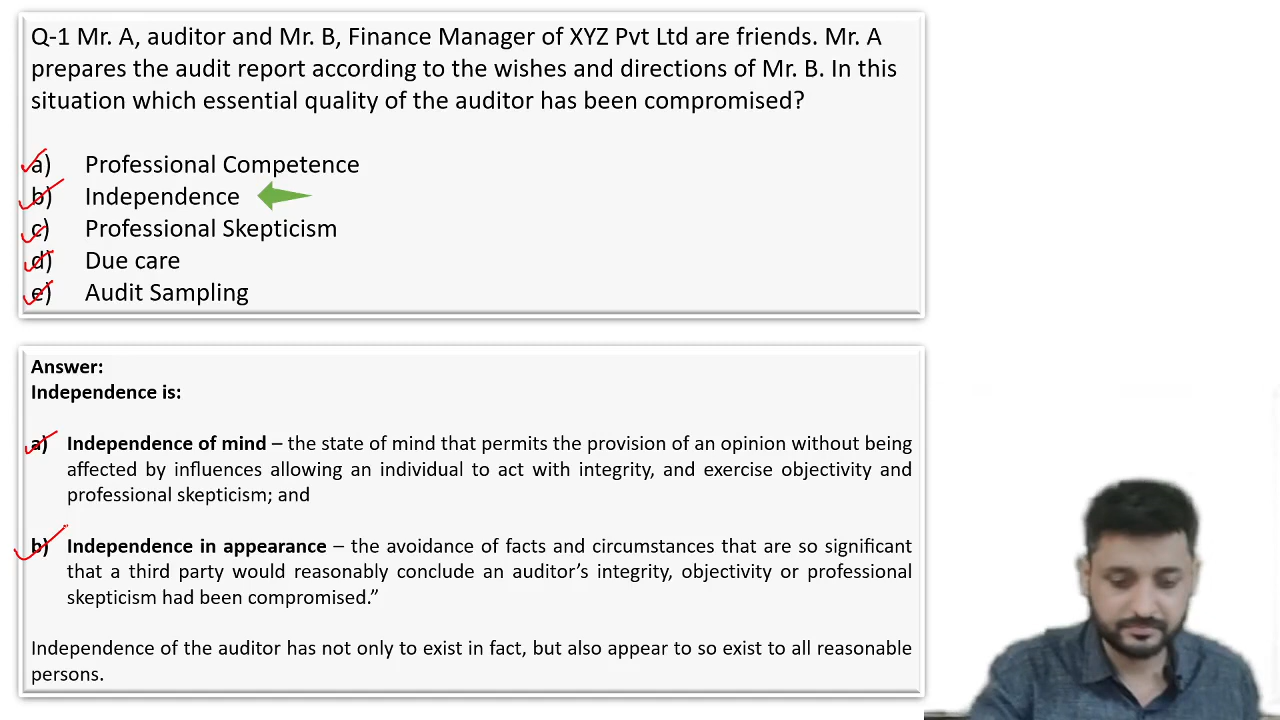 Q-1 Mr. A, auditor and Mr. B, Finance Manager of XYZ Pvt Ltd are friends. Mr. A
prepares the audit report according to the wishes and directions of Mr. B. In this
situation which essential quality of the auditor has been compromised?
a) Professional Competence
b) Independence
c) Professional Skepticism
d) Due care
e) Audit Sampling
Answer:
Independence is:
a) Independence of mind – the state of mind that permits the provision of an opinion without being
affected by influences allowing an individual to act with integrity, and exercise objectivity and
professional skepticism; and
b) Independence in appearance – the avoidance of facts and circumstances that are so significant
that a third party would reasonably conclude an auditor’s integrity, objectivity or professional
skepticism had been compromised.”
Independence of the auditor has not only to exist in fact, but also appear to so exist to all reasonable
persons.